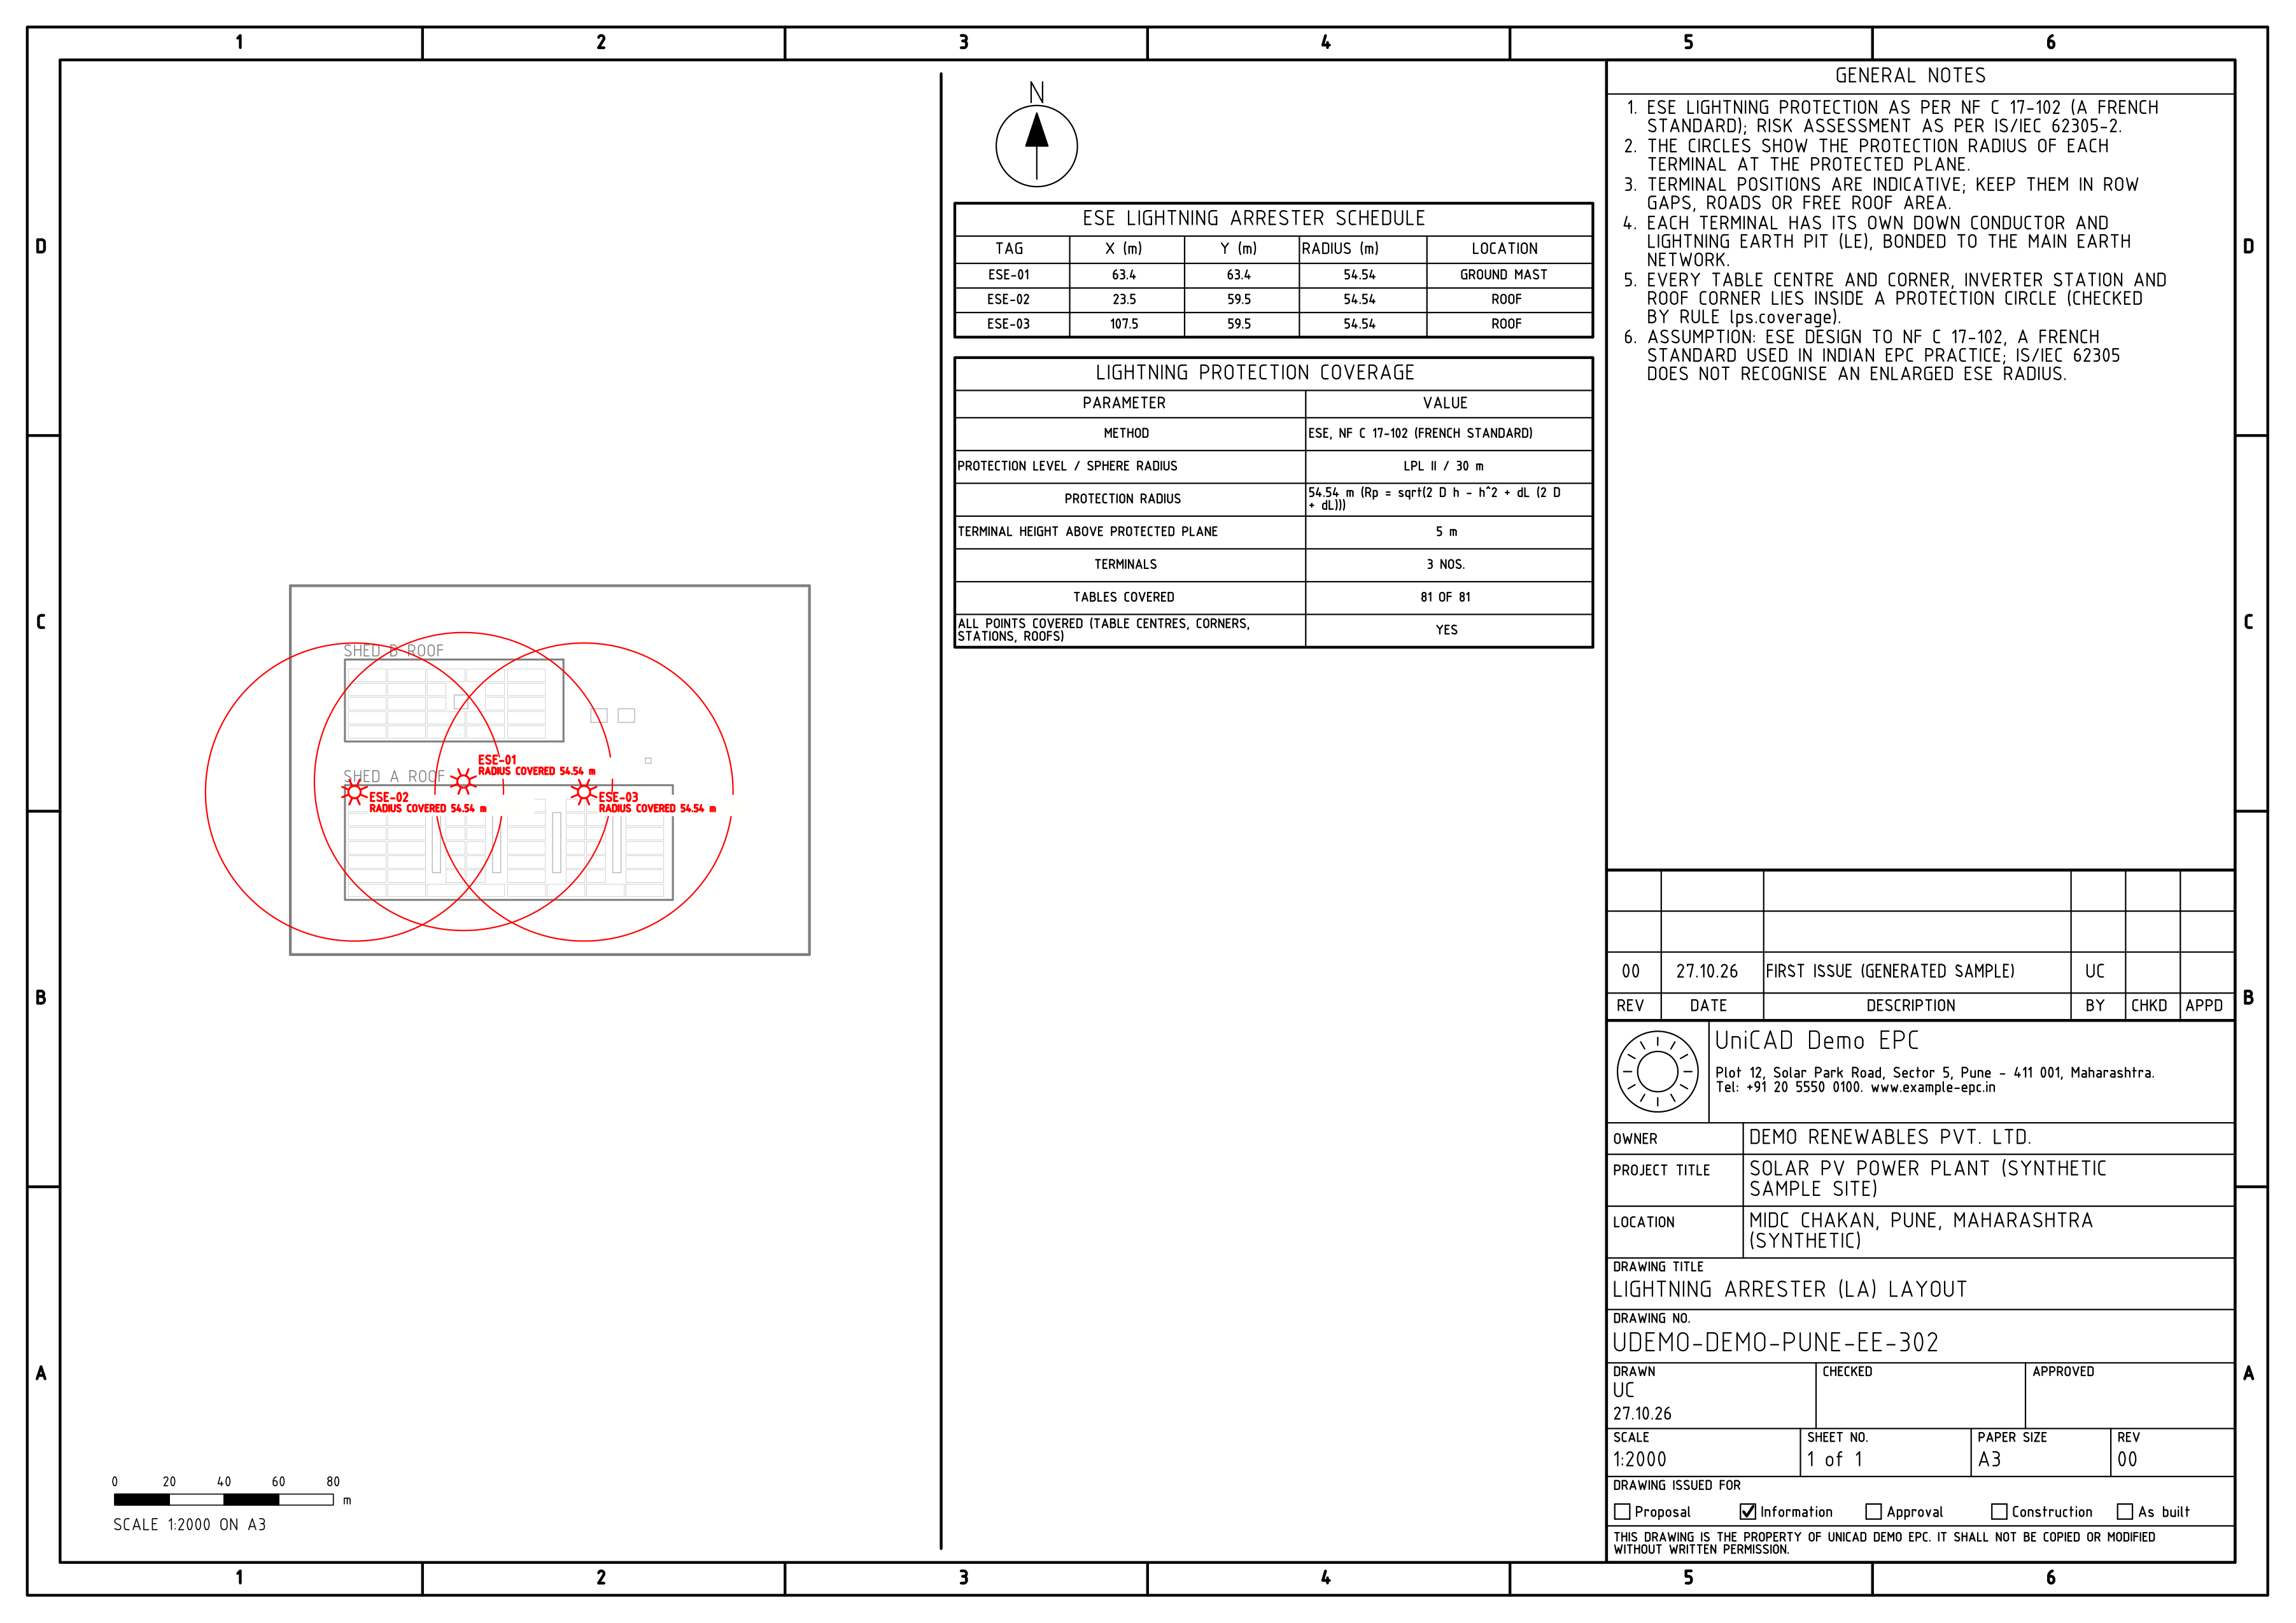 1 2 3 4 5 6
D
C
B
A
SHED B ROOF
ESE-01
RADIUS COVERED 54.54 m
SHED A ROOF
ESE-02
RADIUS COVERED 54.54 m
ESE-03
RADIUS COVERED 54.54 m
0 20 40 60 80
m
SCALE 1:2000 ON A3
N
ESE LIGHTNING ARRESTER SCHEDULE
TAG X (m) Y (m) RADIUS (m) LOCATION
ESE-01 63.4 63.4 54.54 GROUND MAST
ESE-02 23.5 59.5 54.54 ROOF
ESE-03 107.5 59.5 54.54 ROOF
LIGHTNING PROTECTION COVERAGE
PARAMETER VALUE
METHOD ESE, NF C 17-102 (FRENCH STANDARD)
PROTECTION LEVEL / SPHERE RADIUS LPL II / 30 m
PROTECTION RADIUS 54.54 m (Rp = sqrt(2 D h - h^2 + dL (2 D
+ dL)))
TERMINAL HEIGHT ABOVE PROTECTED PLANE 5 m
TERMINALS 3 NOS.
TABLES COVERED 81 OF 81
ALL POINTS COVERED (TABLE CENTRES, CORNERS,
STATIONS, ROOFS) YES
GENERAL NOTES
1. ESE LIGHTNING PROTECTION AS PER NF C 17-102 (A FRENCH
STANDARD); RISK ASSESSMENT AS PER IS/IEC 62305-2.
2. THE CIRCLES SHOW THE PROTECTION RADIUS OF EACH
TERMINAL AT THE PROTECTED PLANE.
3. TERMINAL POSITIONS ARE INDICATIVE; KEEP THEM IN ROW
GAPS, ROADS OR FREE ROOF AREA.
4. EACH TERMINAL HAS ITS OWN DOWN CONDUCTOR AND
LIGHTNING EARTH PIT (LE), BONDED TO THE MAIN EARTH
NETWORK.
5. EVERY TABLE CENTRE AND CORNER, INVERTER STATION AND
ROOF CORNER LIES INSIDE A PROTECTION CIRCLE (CHECKED
BY RULE lps.coverage).
6. ASSUMPTION: ESE DESIGN TO NF C 17-102, A FRENCH
STANDARD USED IN INDIAN EPC PRACTICE; IS/IEC 62305
DOES NOT RECOGNISE AN ENLARGED ESE RADIUS.
00 27.10.26 FIRST ISSUE (GENERATED SAMPLE) UC
REV DATE DESCRIPTION BY CHKD APPD
UniCAD Demo EPC
Plot 12, Solar Park Road, Sector 5, Pune - 411 001, Maharashtra.
Tel: +91 20 5550 0100. www.example-epc.in
OWNER DEMO RENEWABLES PVT. LTD.
PROJECT TITLE SOLAR PV POWER PLANT (SYNTHETIC
SAMPLE SITE)
LOCATION MIDC CHAKAN, PUNE, MAHARASHTRA
(SYNTHETIC)
DRAWING TITLE
LIGHTNING ARRESTER (LA) LAYOUT
DRAWING NO.
UDEMO-DEMO-PUNE-EE-302
DRAWN CHECKED APPROVED
UC
27.10.26
SCALE SHEET NO. PAPER SIZE REV
1:2000 1 of 1 A3 00
DRAWING ISSUED FOR
Proposal Information Approval Construction As built
THIS DRAWING IS THE PROPERTY OF UNICAD DEMO EPC. IT SHALL NOT BE COPIED OR MODIFIED
WITHOUT WRITTEN PERMISSION.
D
C
B
A
1 2 3 4 5 6